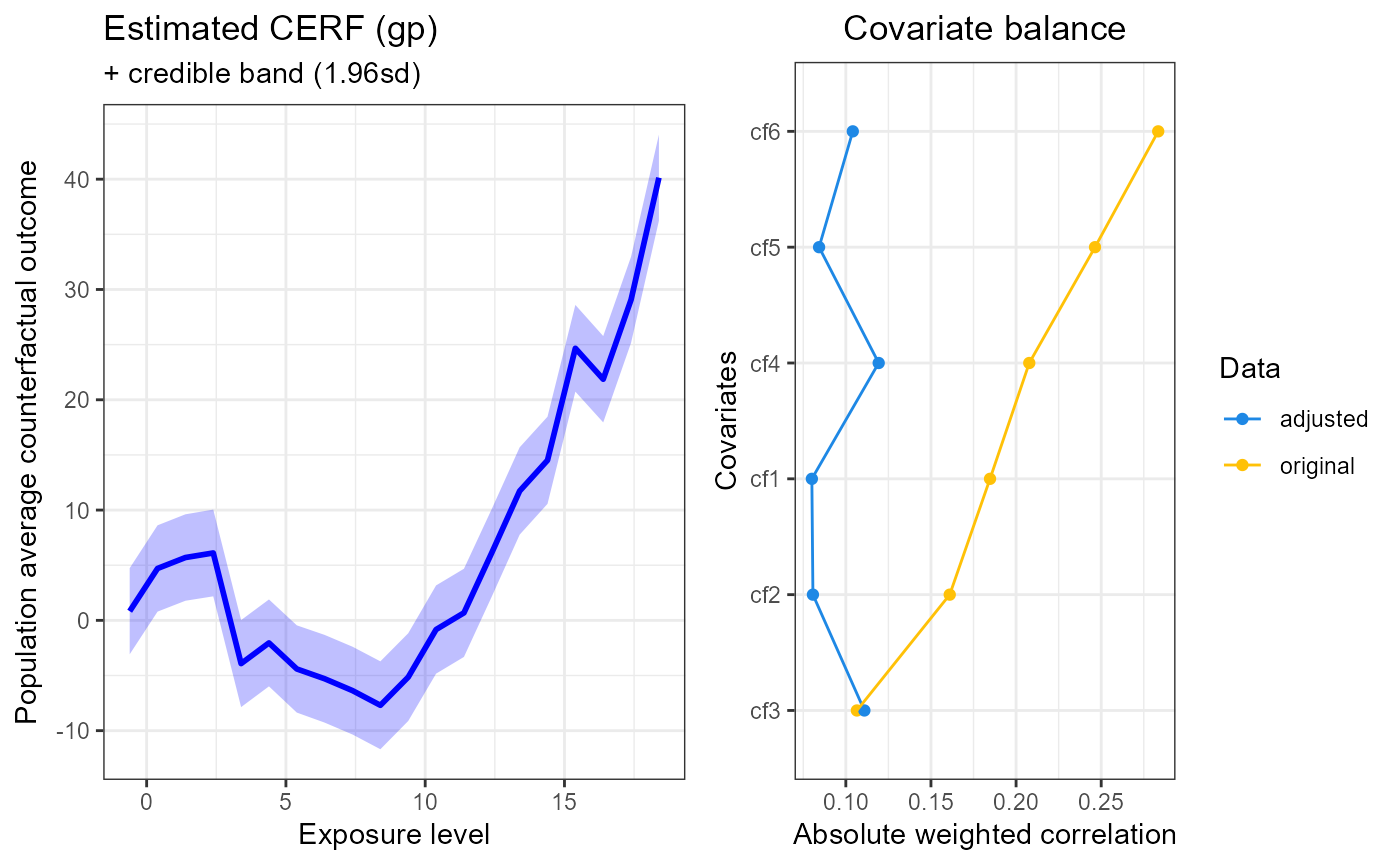 Estimated CERF (gp)
+ credible band (1.96sd)
Population average counterfactual outcome
40
30
20
10
0
-10
0 5 10 15
Exposure level
Covariate balance
Covariates
cf6
cf5
cf4
cf1
cf2
cf3
0.10 0.15 0.20 0.25
Absolute weighted correlation
Data
adjusted
original